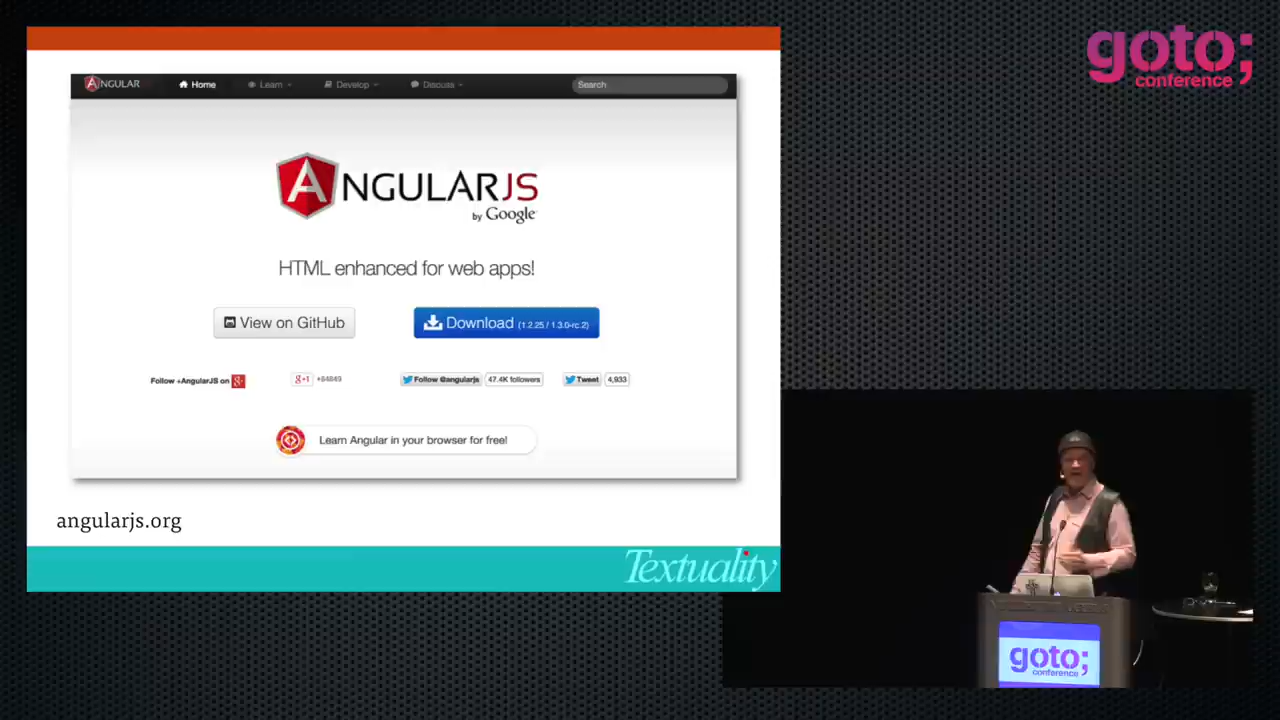 goto;
conference
ANGULAR
Home
Learn
Develop
Discuss
Search
ANGULARJS
by Google
HTML enhanced for web apps!
View on GitHub
Download (1.2.25 / 1.3.0-rc.2)
Follow +AngularJS on
g+1
Follow @angularjs
47.4K followers
Tweet
4,933
Learn Angular in your browser for free!
angularjs.org
Textuality
goto;
conference